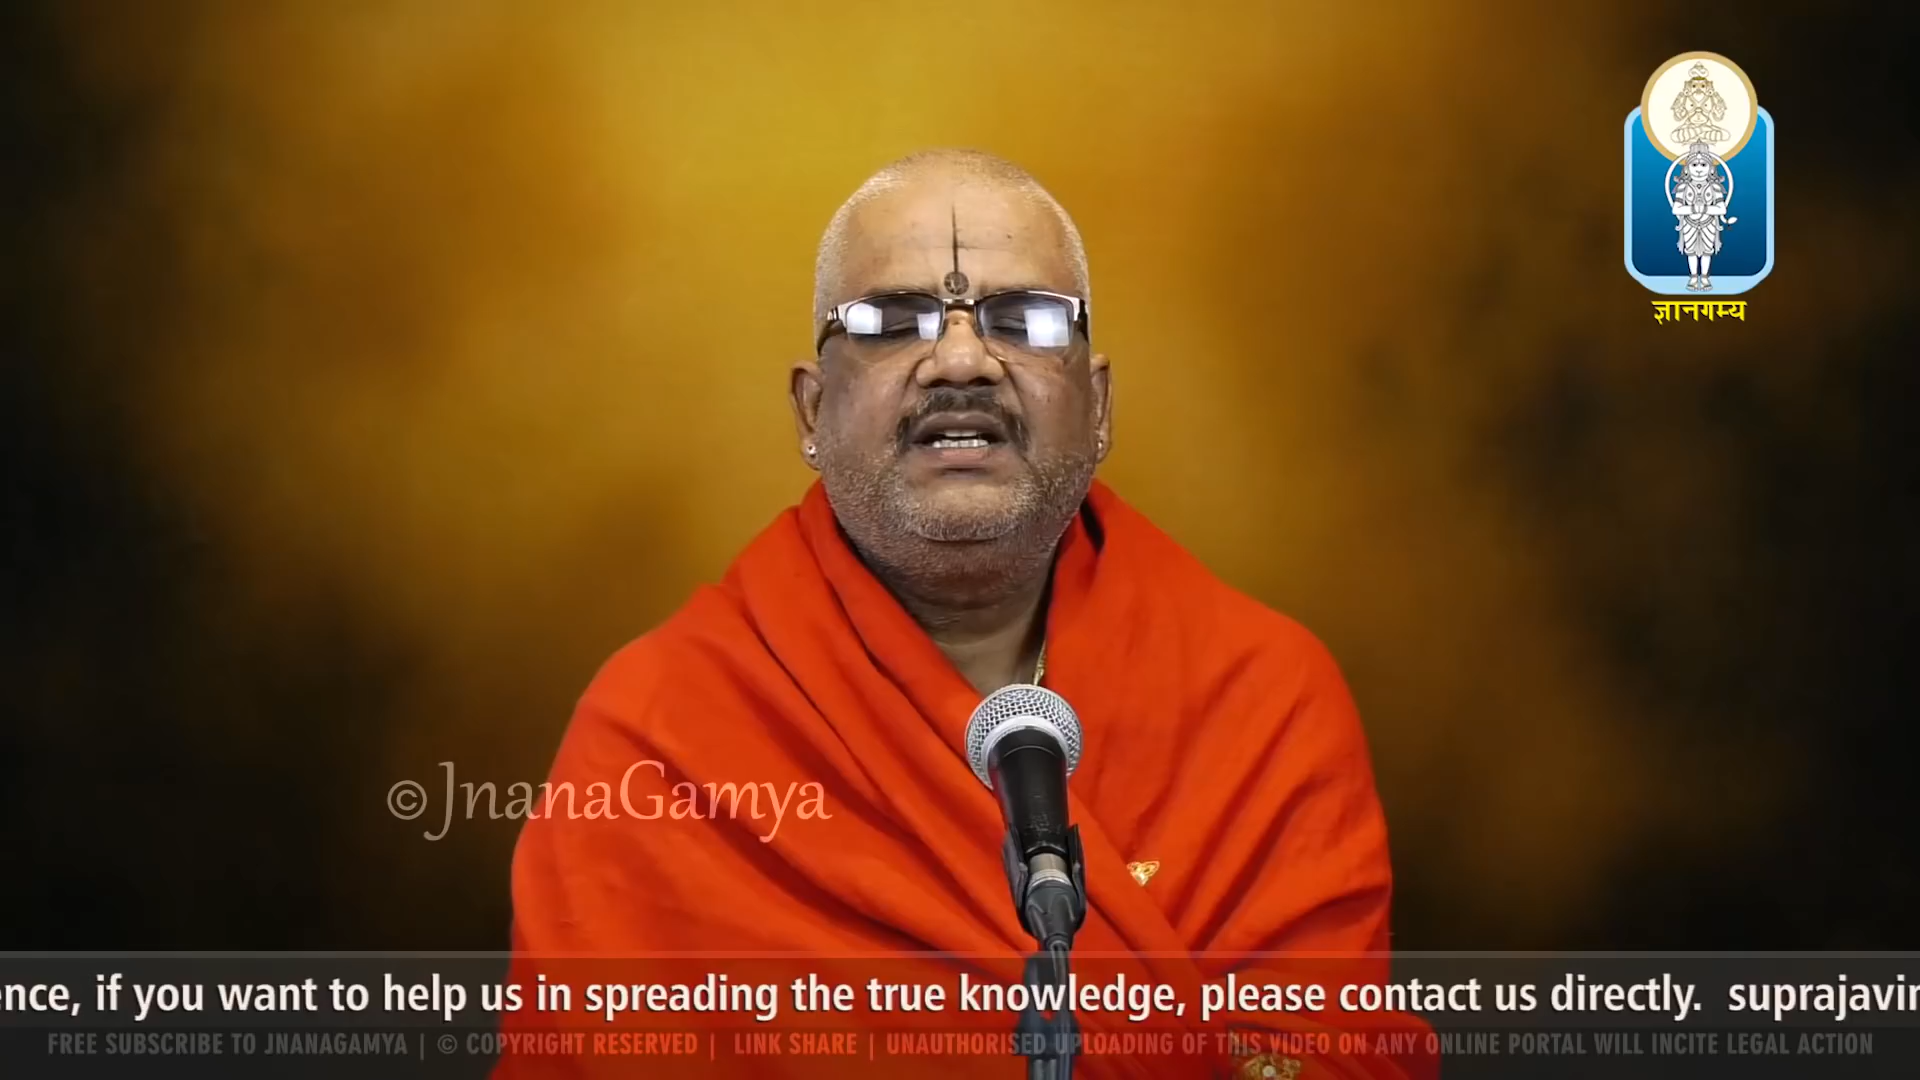 ज्ञानगम्य
©JnanaGamya
if you want to help us in spreading the true knowledge, please contact us directly.
FREE SUBSCRIBE TO JNANAGAMYA | © COPYRIGHT RESERVED | LINK SHARE | UNAUTHORISED UPLOADING OF THIS VIDEO ON ANY ONLINE PORTAL WILL INCITE LEGAL ACTION